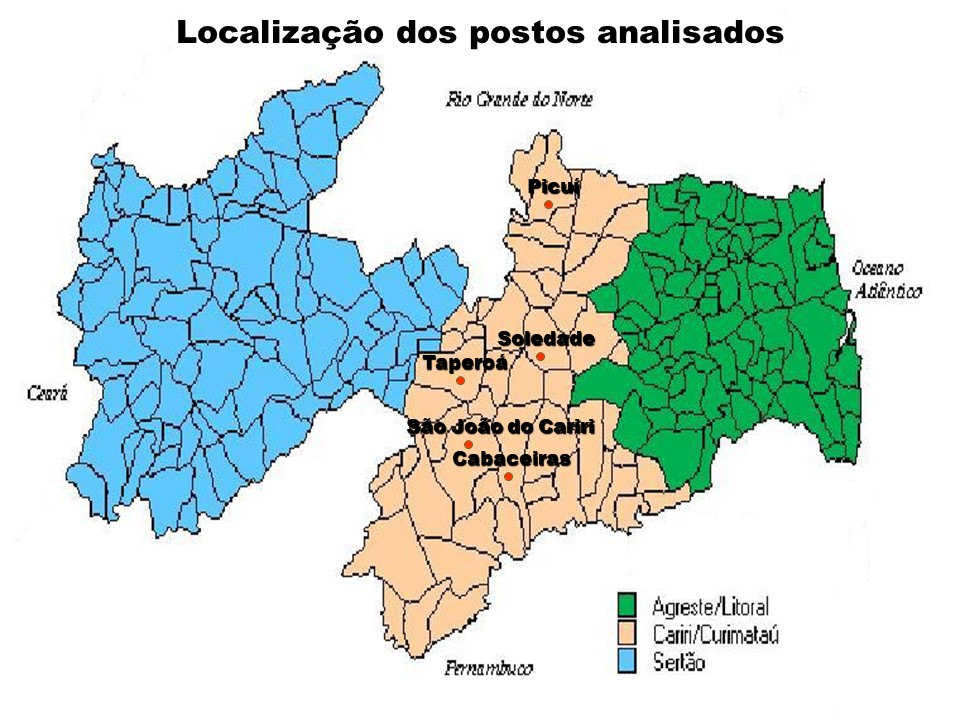 Localização dos postos analisados
Rio Grande do Norte
Picuí
Oceano
Atlântico
Soledade
Taperoá
Ceará
São João do Cariri
Cabaceiras
Agreste/Litoral
Cariri/Curimataú
Sertão
Pernambuco